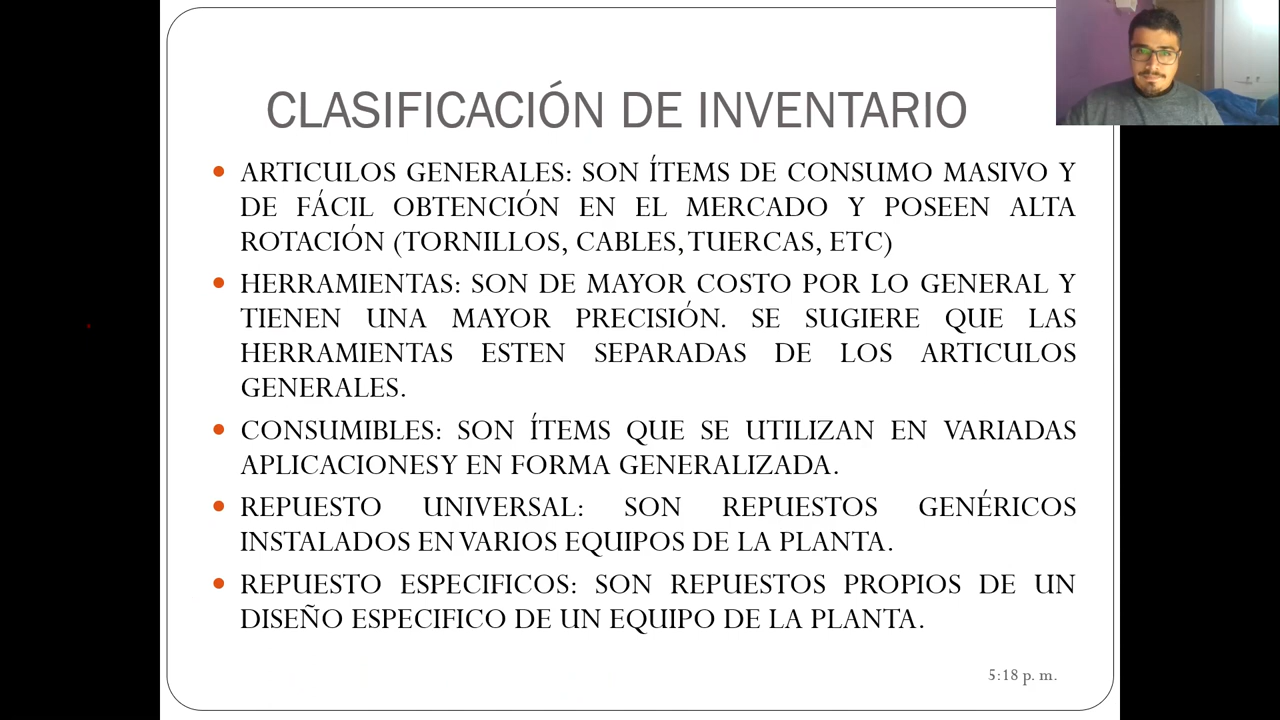 CLASIFICACIÓN DE INVENTARIO
ARTICULOS GENERALES: SON ÍTEMS DE CONSUMO MASIVO Y
DE FÁCIL OBTENCIÓN EN EL MERCADO Y POSEEN ALTA
ROTACIÓN (TORNILLOS, CABLES, TUERCAS, ETC)
HERRAMIENTAS: SON DE MAYOR COSTO POR LO GENERAL Y
TIENEN UNA MAYOR PRECISIÓN. SE SUGIERE QUE LAS
HERRAMIENTAS ESTEN SEPARADAS DE LOS ARTICULOS
GENERALES.
CONSUMIBLES: SON ÍTEMS QUE SE UTILIZAN EN VARIADAS
APLICACIONES Y EN FORMA GENERALIZADA.
REPUESTO UNIVERSAL: SON REPUESTOS GENÉRICOS
INSTALADOS EN VARIOS EQUIPOS DE LA PLANTA.
REPUESTO ESPECIFICOS: SON REPUESTOS PROPIOS DE UN
DISEÑO ESPECIFICO DE UN EQUIPO DE LA PLANTA.
5:18 p. m.